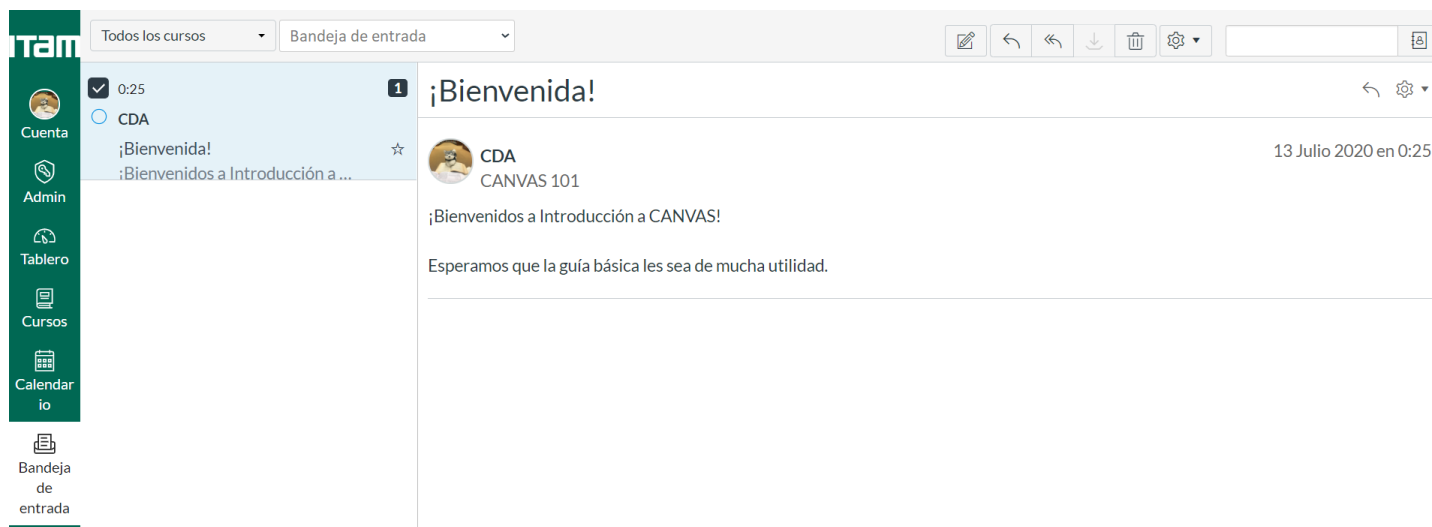 ITAM
Cuenta
Admin
Tablero
Cursos
Calendar
io
Bandeja
de
entrada
Todos los cursos
Bandeja de entrada
0:25
1
CDA
¡Bienvenida!
¡Bienvenidos a Introducción a ...
¡Bienvenida!
CDA
13 Julio 2020 en 0:25
CANVAS 101
¡Bienvenidos a Introducción a CANVAS!
Esperamos que la guía básica les sea de mucha utilidad.